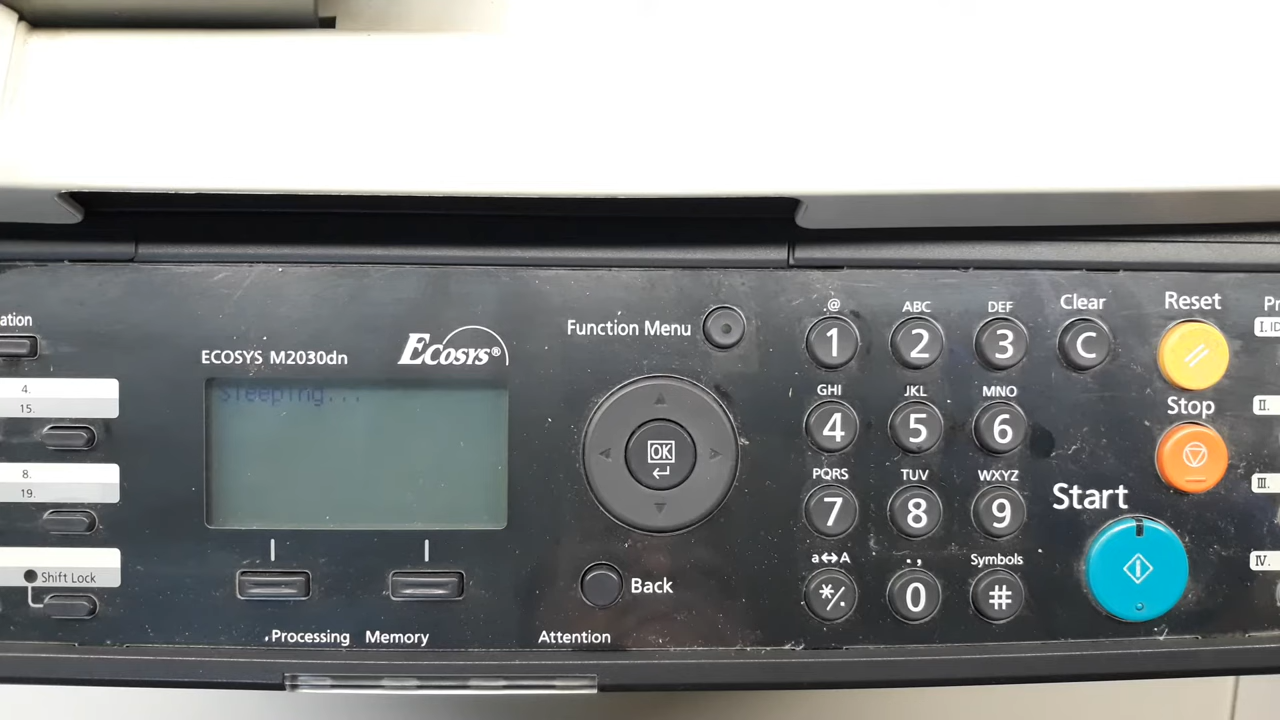 ation
4.
15.
8.
19.
Shift Lock
ECOSYS M2030dn
ECOSYS®
Sleeping...
Processing Memory Attention
Function Menu
OK
Back
.@ ABC DEF Clear
1 2 3 C
GHI JKL MNO
4 5 6
PQRS TUV WXYZ
7 8 9
a↔A ., Symbols
*/. 0 #
Reset
Stop
Start
Pr
I. ID
II.
III.
IV.